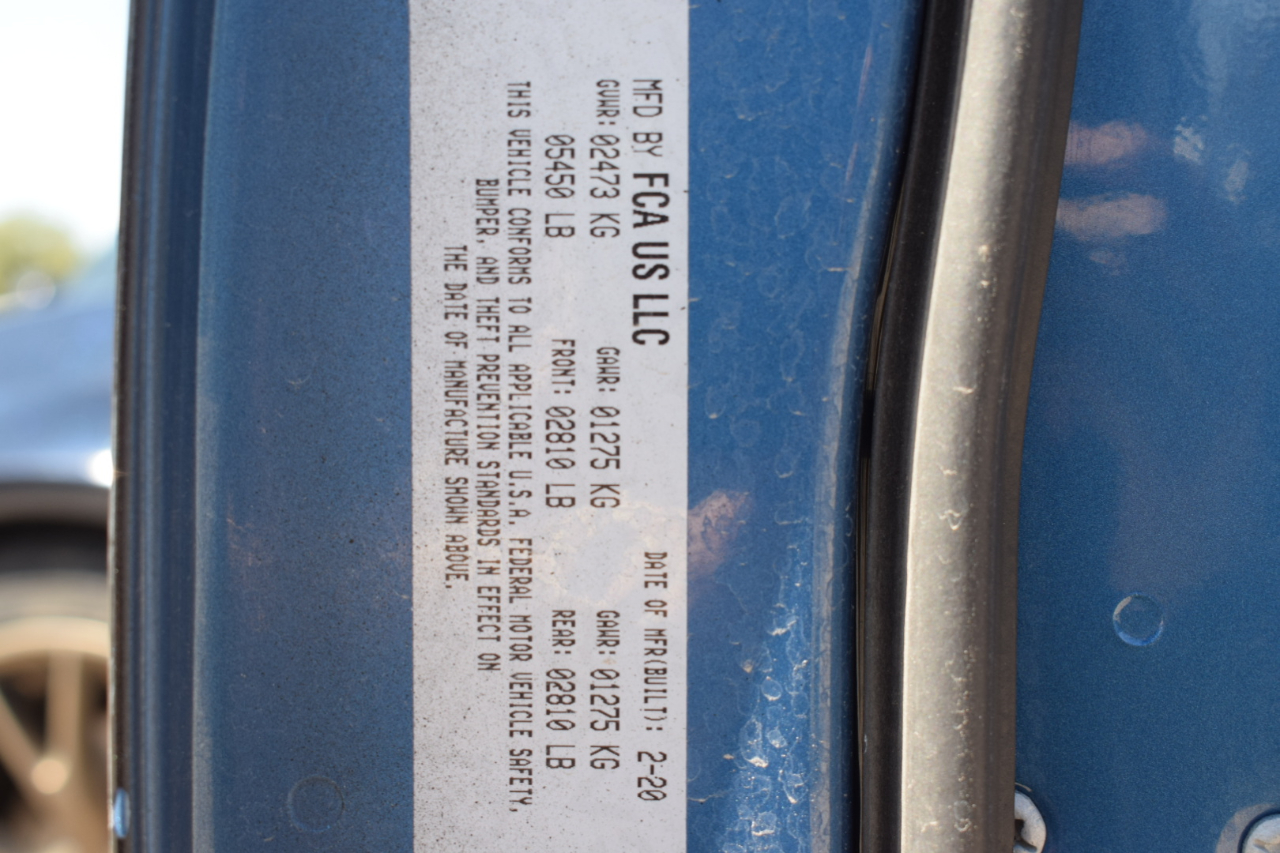 MFD BY FCA US LLC DATE OF MFR(BUILT): 2-20
GVWR: 02473 KG GAWR: 01275 KG GAWR: 01275 KG
05450 LB FRONT: 02810 LB REAR: 02810 LB
THIS VEHICLE CONFORMS TO ALL APPLICABLE U.S.A. FEDERAL MOTOR VEHICLE SAFETY,
BUMPER, AND THEFT PREVENTION STANDARDS IN EFFECT ON
THE DATE OF MANUFACTURE SHOWN ABOVE.